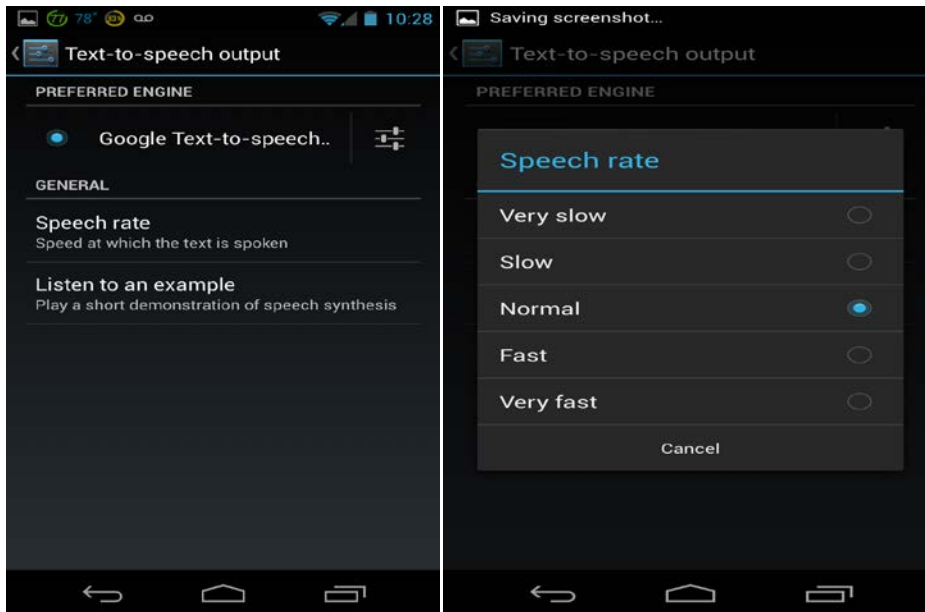 77 78° 10:28
Text-to-speech output
PREFERRED ENGINE
Google Text-to-speech..
GENERAL
Speech rate
Speed at which the text is spoken
Listen to an example
Play a short demonstration of speech synthesis
Saving screenshot...
Text-to-speech output
PREFERRED ENGINE
Speech rate
Very slow
Slow
Normal
Fast
Very fast
Cancel